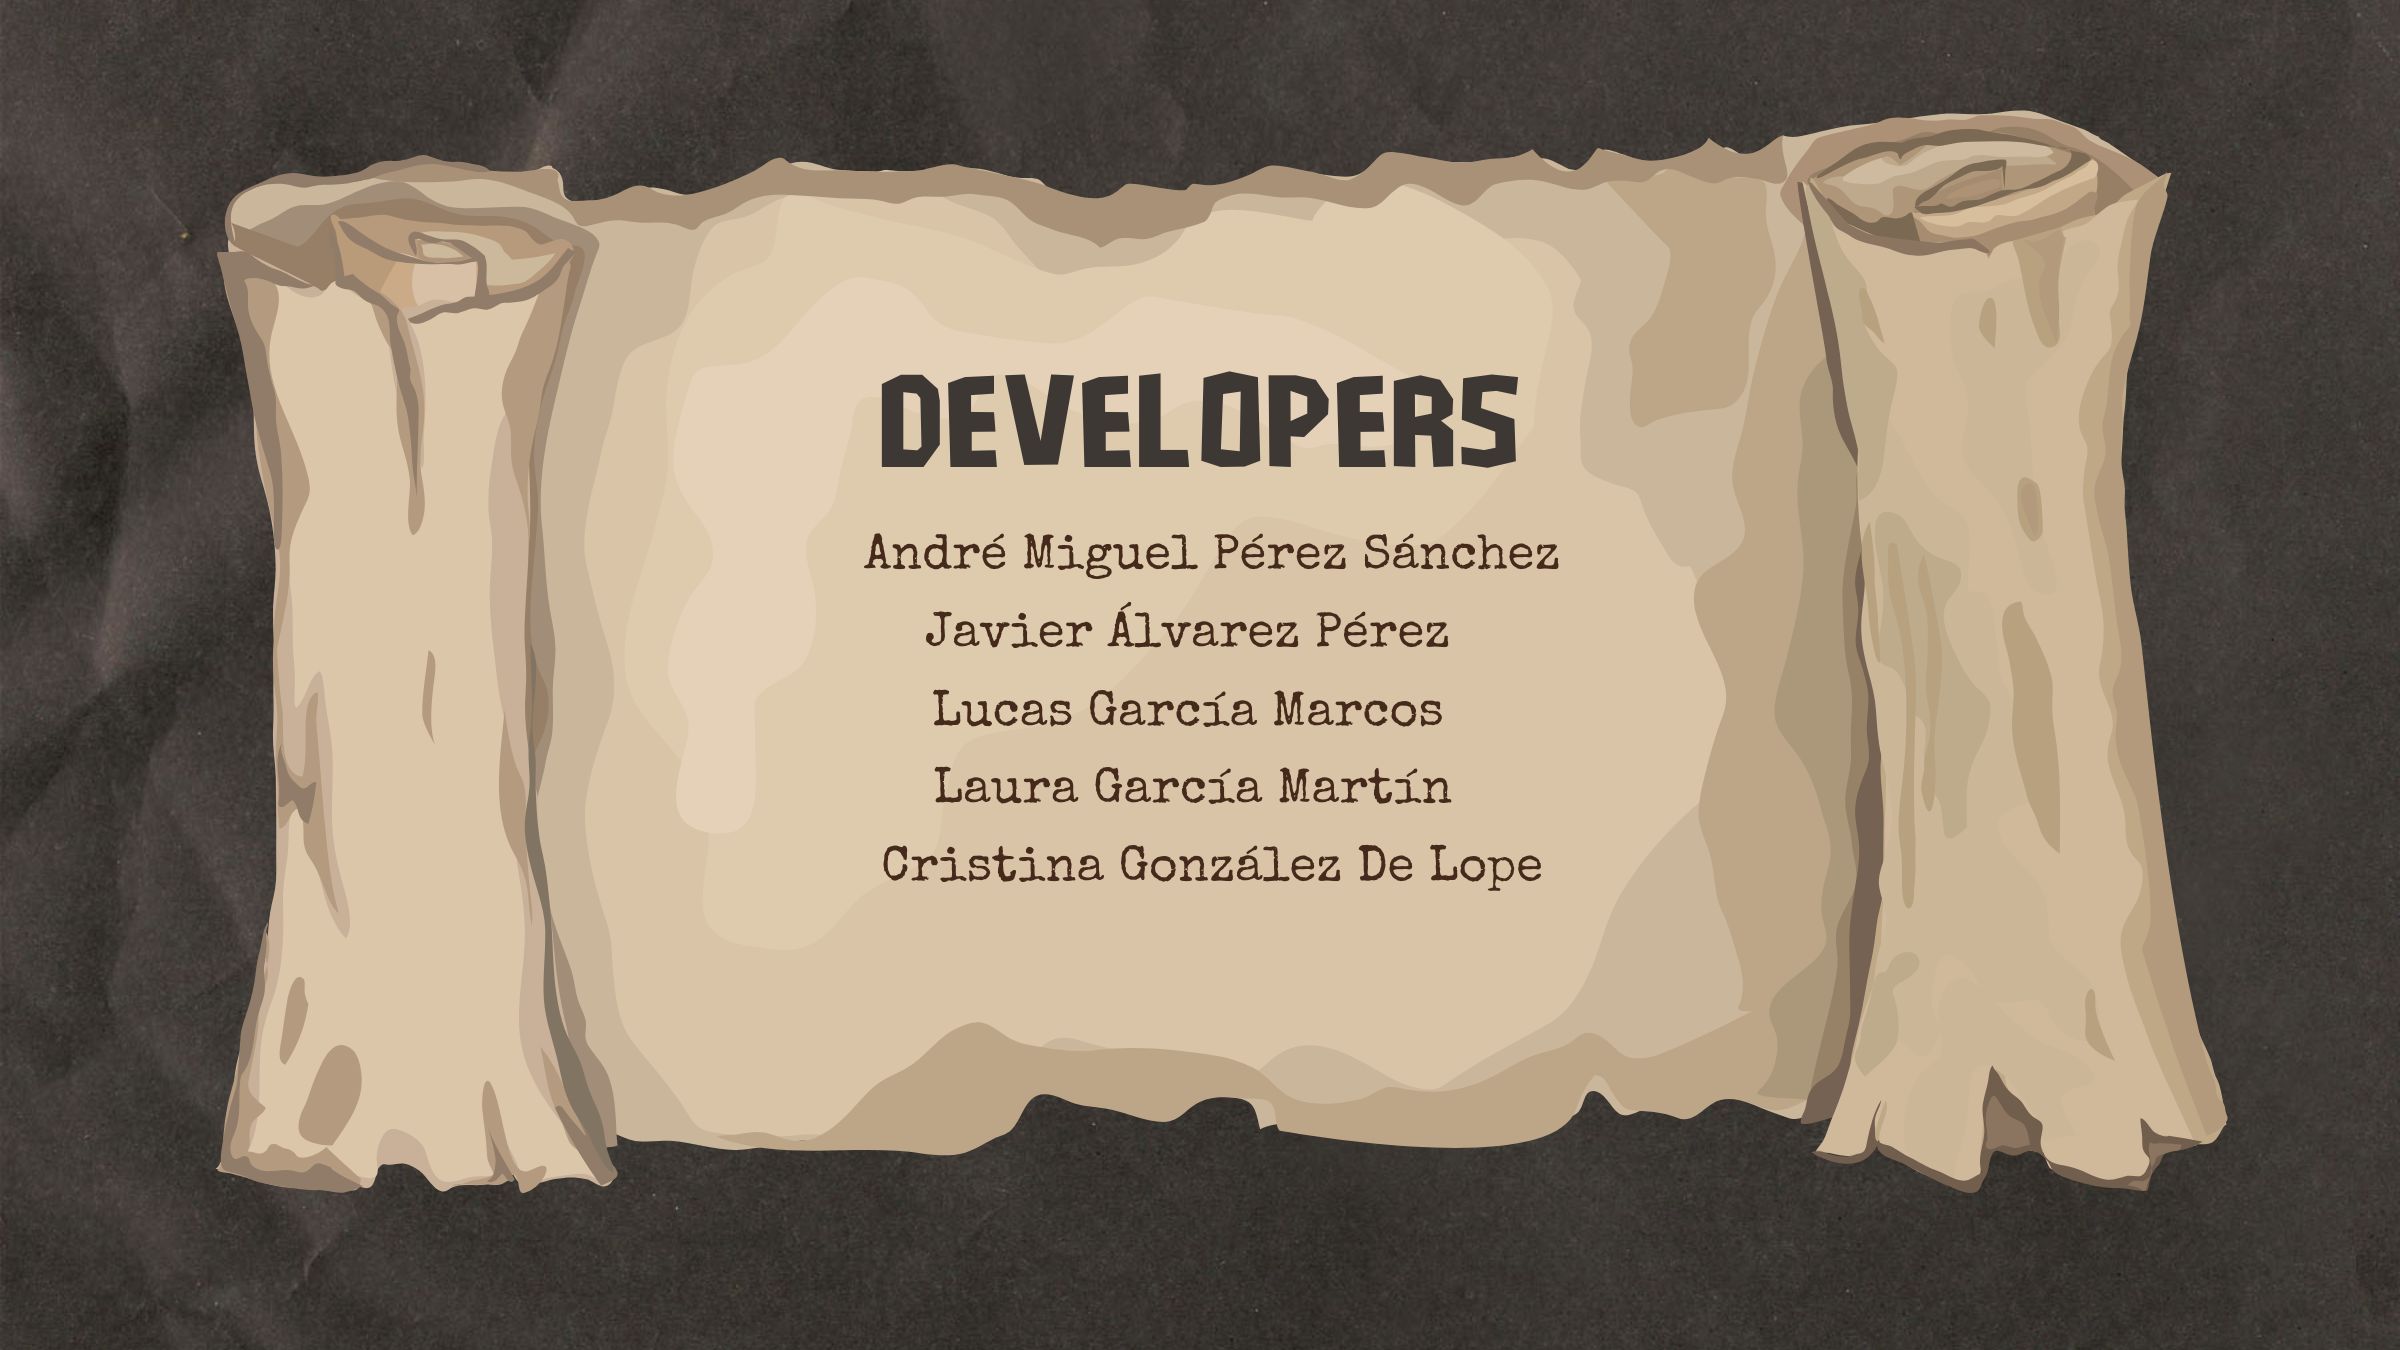 DEVELOPERS
André Miguel Pérez Sánchez
Javier Álvarez Pérez
Lucas García Marcos
Laura García Martín
Cristina González De Lope